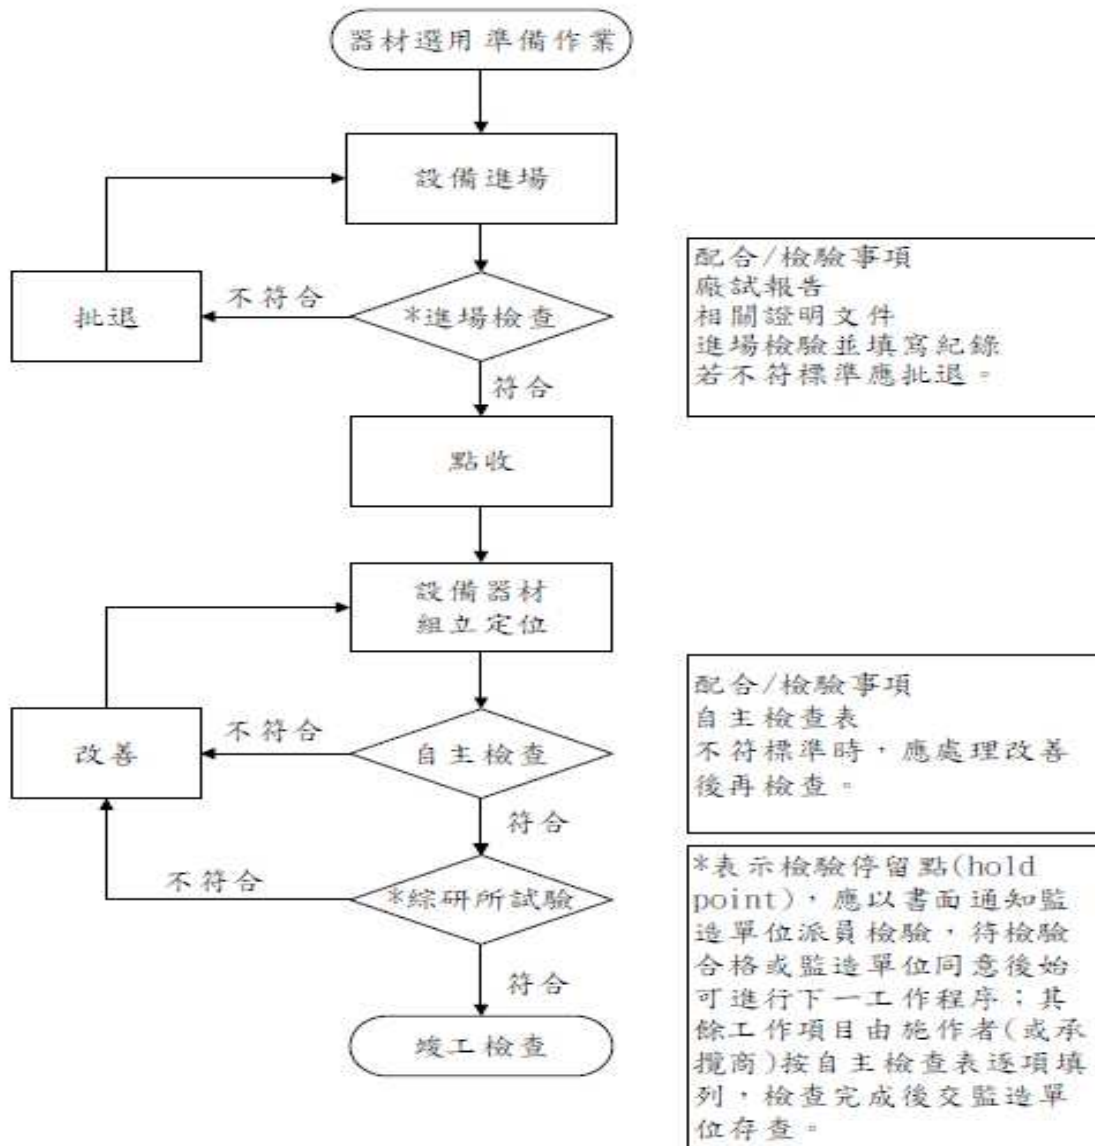 器材選用準備作業
設備進場
配合/檢驗事項
廠試報告
相關證明文件
進場檢驗並填寫紀錄
若不符標準應批退。
批退
不符合
*進場檢查
符合
點收
設備器材
組立定位
配合/檢驗事項
自主檢查表
不符標準時，應處理改善
後再檢查。
改善
不符合
自主檢查
符合
不符合
*綜研所試驗
符合
竣工檢查
*表示檢驗停留點(hold
point)，應以書面通知監
造單位派員檢驗，待檢驗
合格或監造單位同意後始
可進行下一工作程序；其
餘工作項目由施作者(或承
攬商)按自主檢查表逐項填
列，檢查完成後交監造單
位存查。